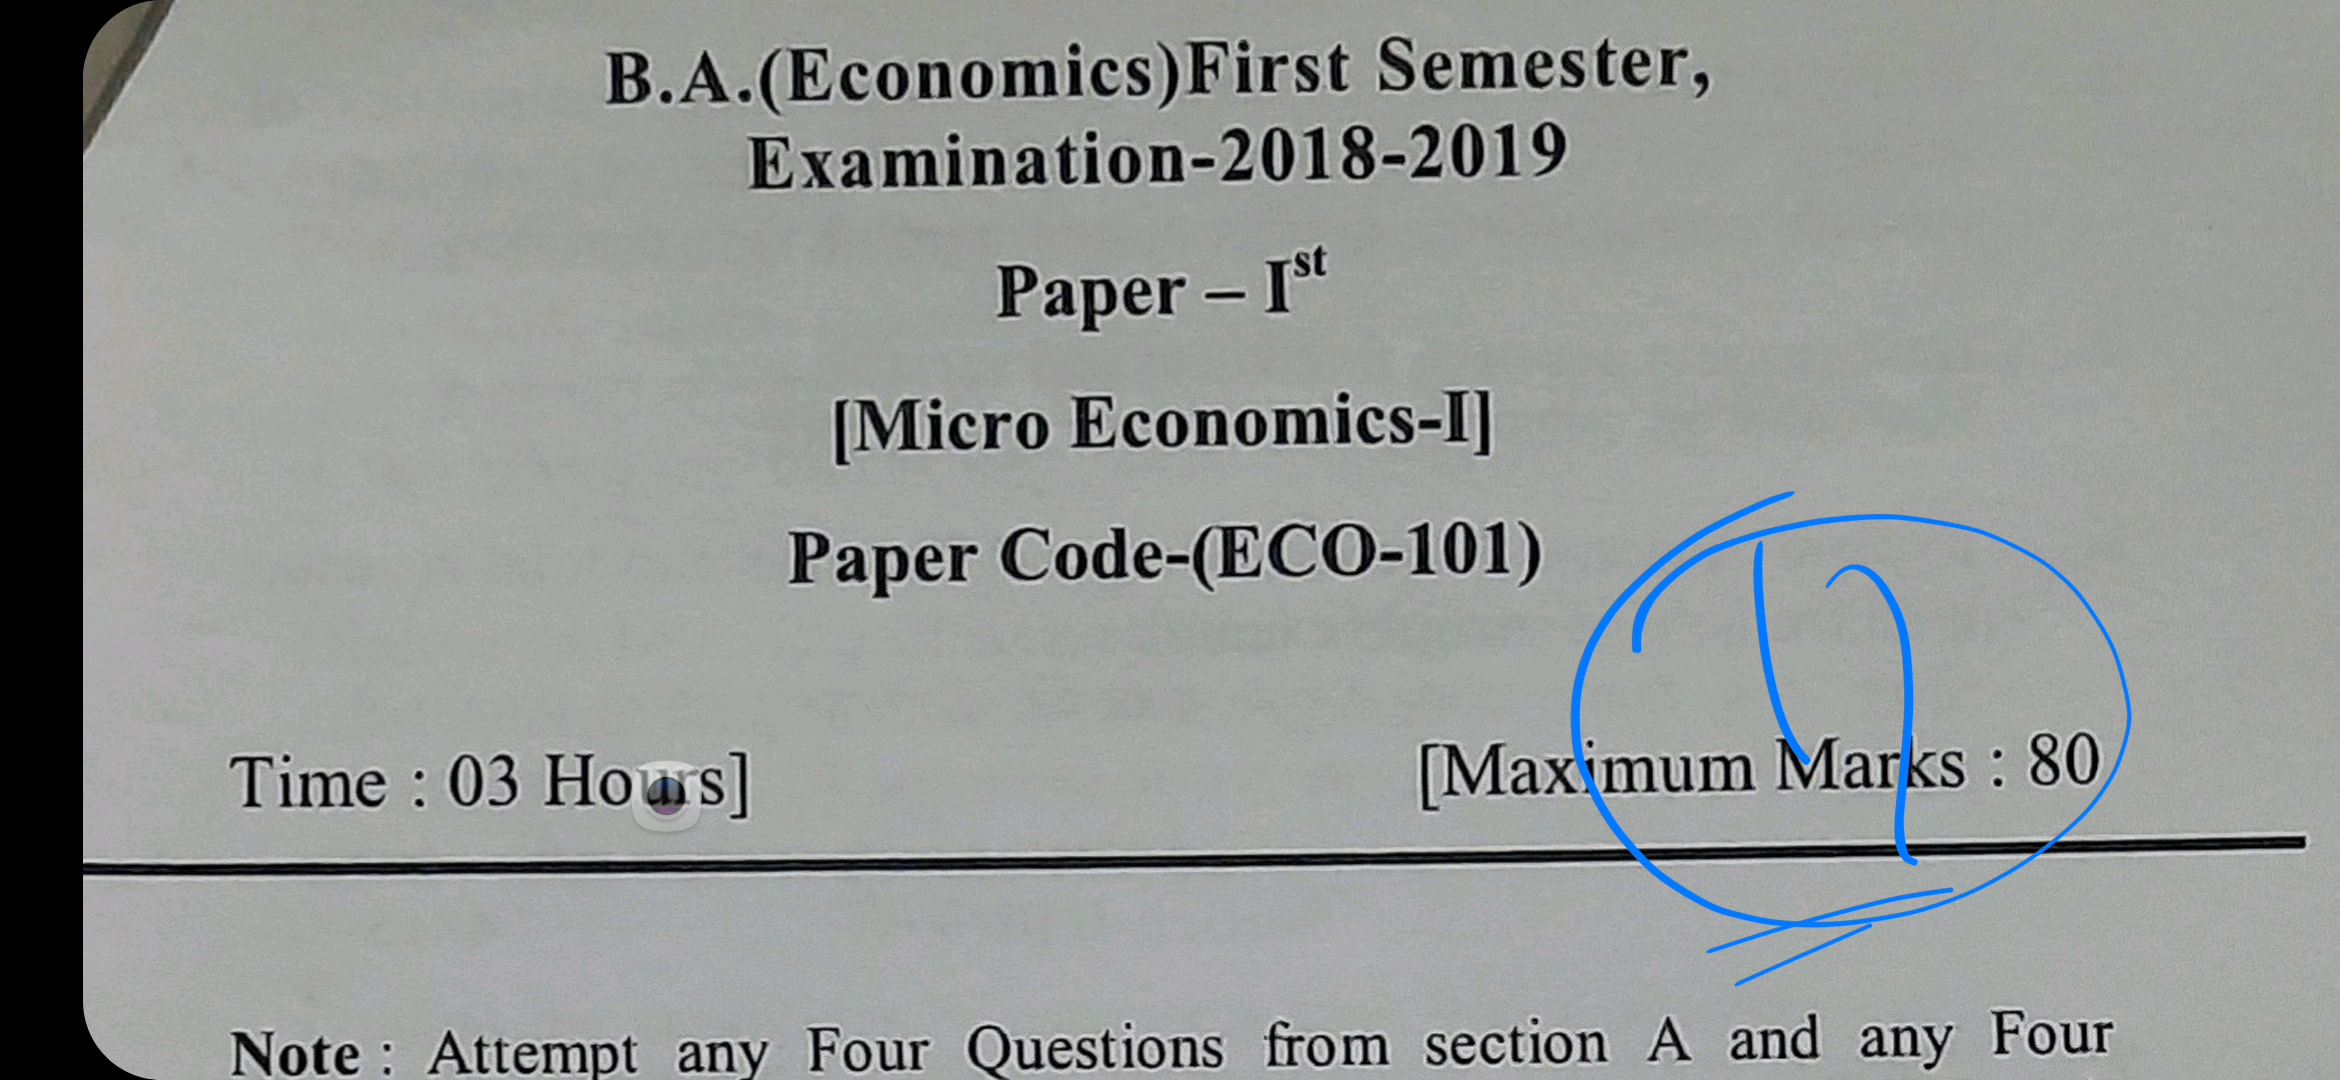 B.A.(Economics)First Semester,
Examination-2018-2019
Paper – Ist
[Micro Economics-I]
Paper Code-(ECO-101)
Time : 03 Hours]
[Maximum Marks : 80
Note : Attempt any Four Questions from section A and any Four